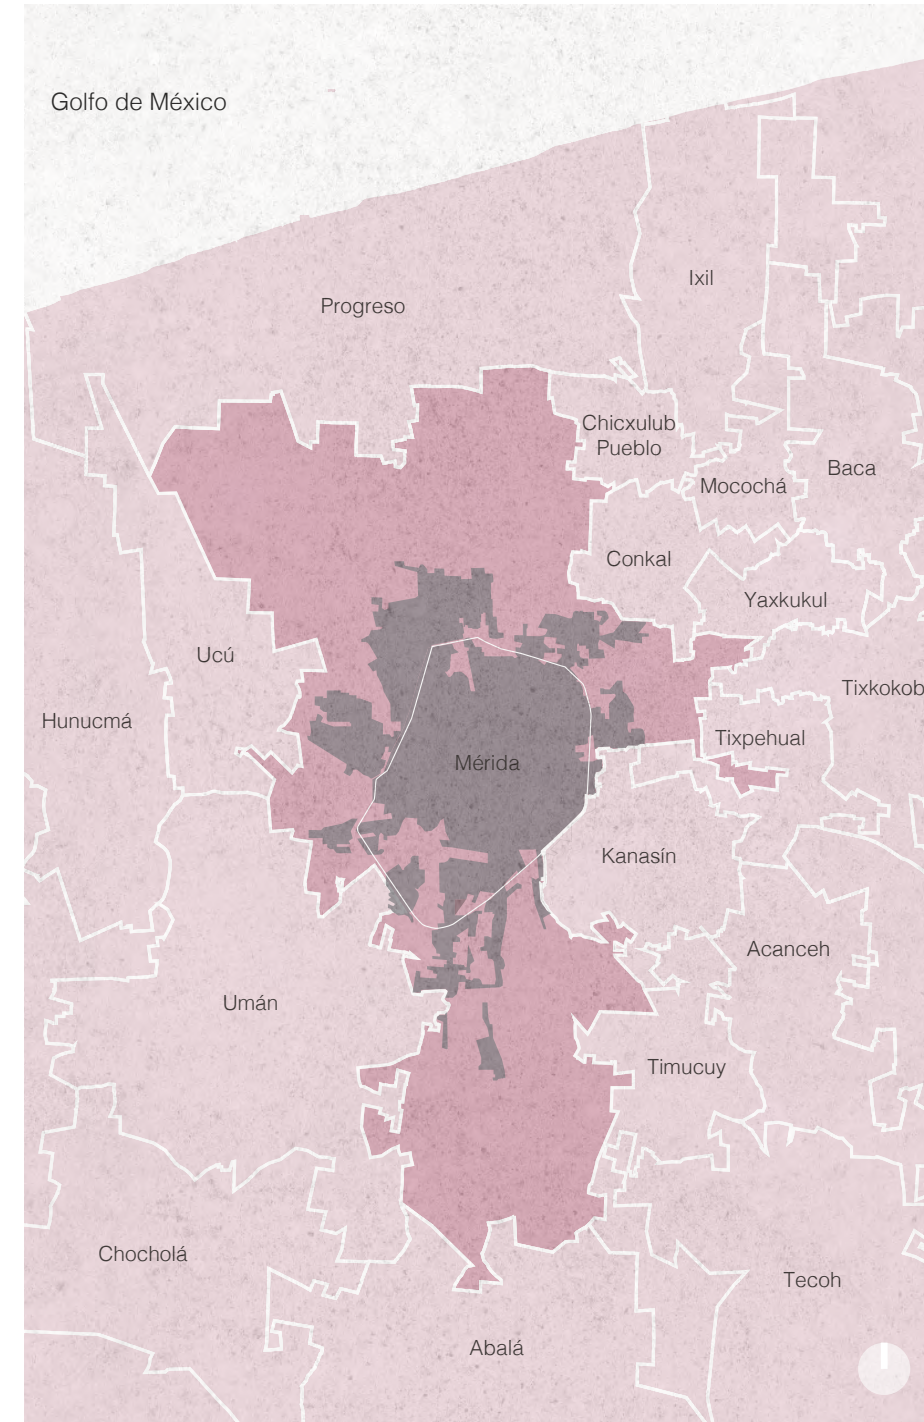 Golfo de México
Ixil
Progreso
Chicxulub
Pueblo
Baca
Mocochá
Conkal
Yaxkukul
Ucú
Tixkokob
Hunucmá
Tixpehual
Mérida
Kanasín
Acanceh
Umán
Timucuy
Chocholá
Tecoh
Abalá